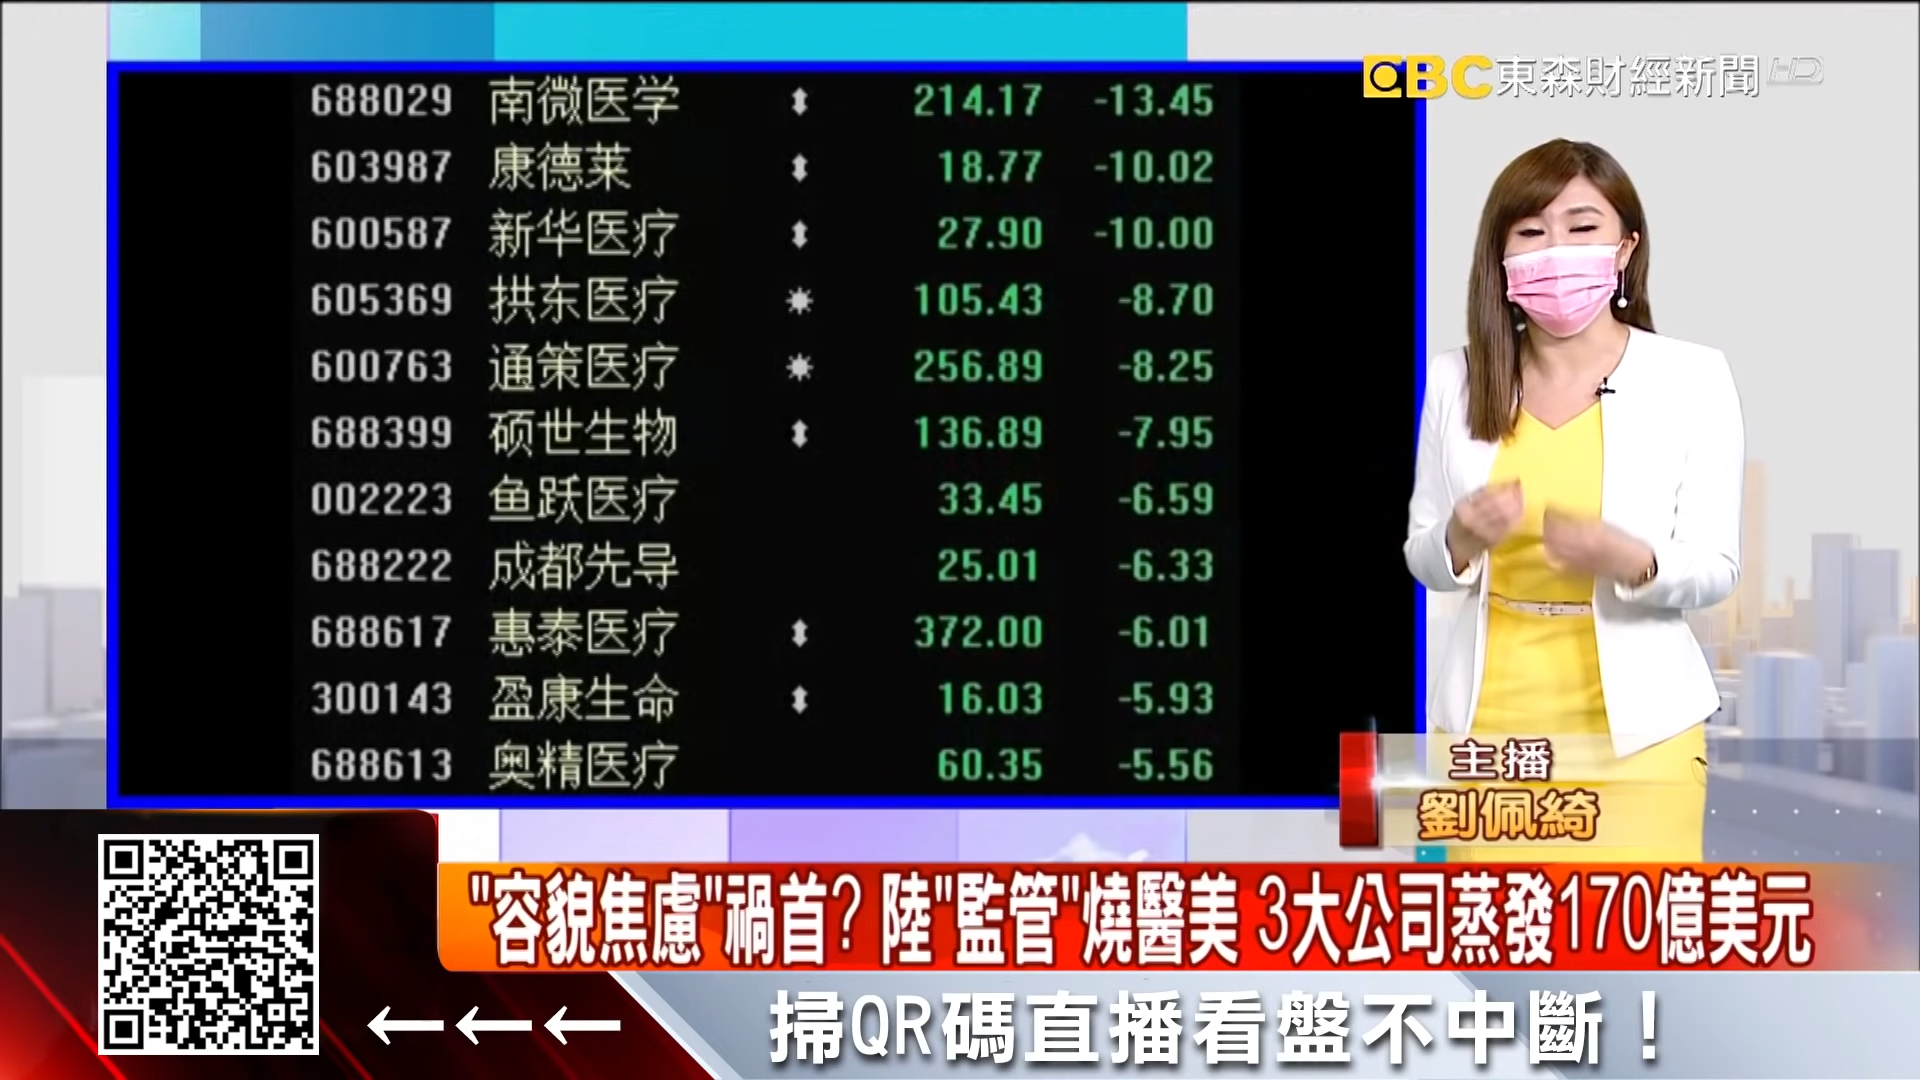 EBC東森財經新聞HD
688029 南微医学 214.17 -13.45
603987 康德莱 18.77 -10.02
600587 新华医疗 27.90 -10.00
605369 拱东医疗 105.43 -8.70
600763 通策医疗 256.89 -8.25
688399 硕世生物 136.89 -7.95
002223 鱼跃医疗 33.45 -6.59
688222 成都先导 25.01 -6.33
688617 惠泰医疗 372.00 -6.01
300143 盈康生命 16.03 -5.93
688613 奥精医疗 60.35 -5.56
主播
劉佩綺
"容貌焦慮"禍首? 陸"監管"燒醫美 3大公司蒸發170億美元
←←← 掃QR碼直播看盤不中斷！